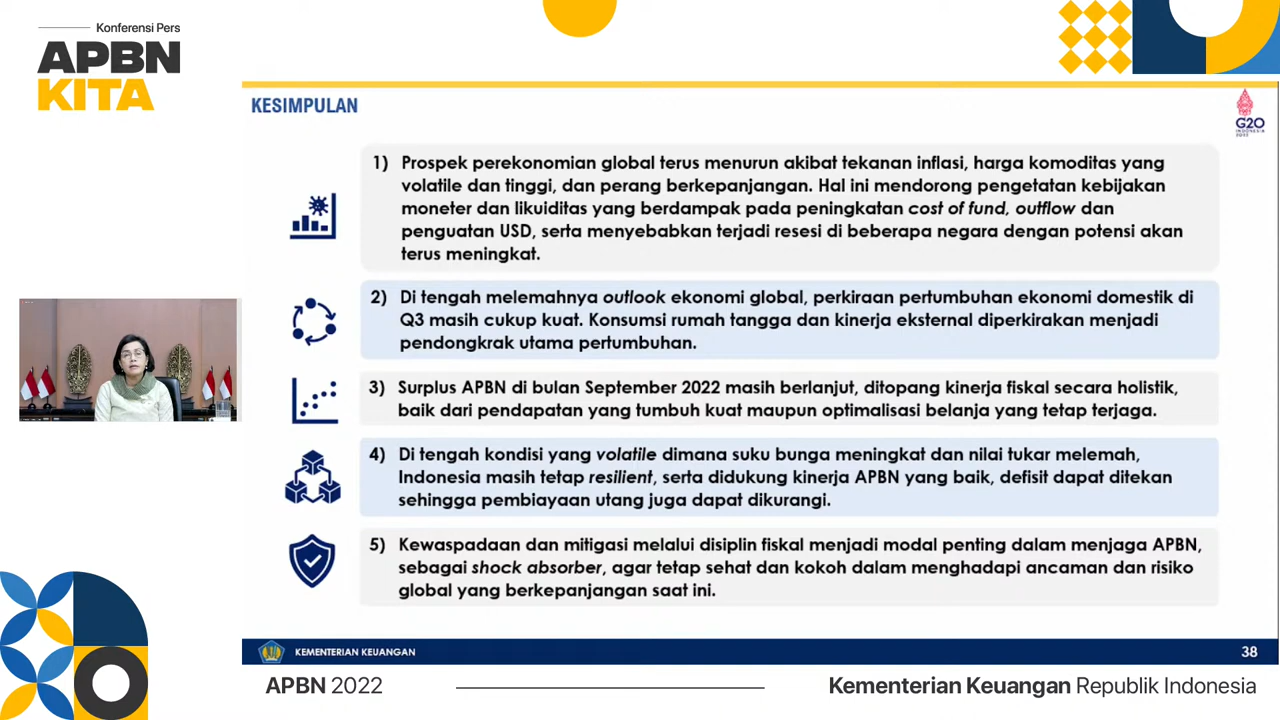 Konferensi Pers
APBN
KITA
KESIMPULAN
G20
INDONESIA
2022
1) Prospek perekonomian global terus menurun akibat tekanan inflasi, harga komoditas yang
volatile dan tinggi, dan perang berkepanjangan. Hal ini mendorong pengetatan kebijakan
moneter dan likuiditas yang berdampak pada peningkatan cost of fund, outflow dan
penguatan USD, serta menyebabkan terjadi resesi di beberapa negara dengan potensi akan
terus meningkat.
2) Di tengah melemahnya outlook ekonomi global, perkiraan pertumbuhan ekonomi domestik di
Q3 masih cukup kuat. Konsumsi rumah tangga dan kinerja eksternal diperkirakan menjadi
pendongkrak utama pertumbuhan.
3) Surplus APBN di bulan September 2022 masih berlanjut, ditopang kinerja fiskal secara holistik,
baik dari pendapatan yang tumbuh kuat maupun optimalisasi belanja yang tetap terjaga.
4) Di tengah kondisi yang volatile dimana suku bunga meningkat dan nilai tukar melemah,
Indonesia masih tetap resilient, serta didukung kinerja APBN yang baik, defisit dapat ditekan
sehingga pembiayaan utang juga dapat dikurangi.
5) Kewaspadaan dan mitigasi melalui disiplin fiskal menjadi modal penting dalam menjaga APBN,
sebagai shock absorber, agar tetap sehat dan kokoh dalam menghadapi ancaman dan risiko
global yang berkepanjangan saat ini.
KEMENTERIAN KEUANGAN
38
APBN 2022
Kementerian Keuangan Republik Indonesia